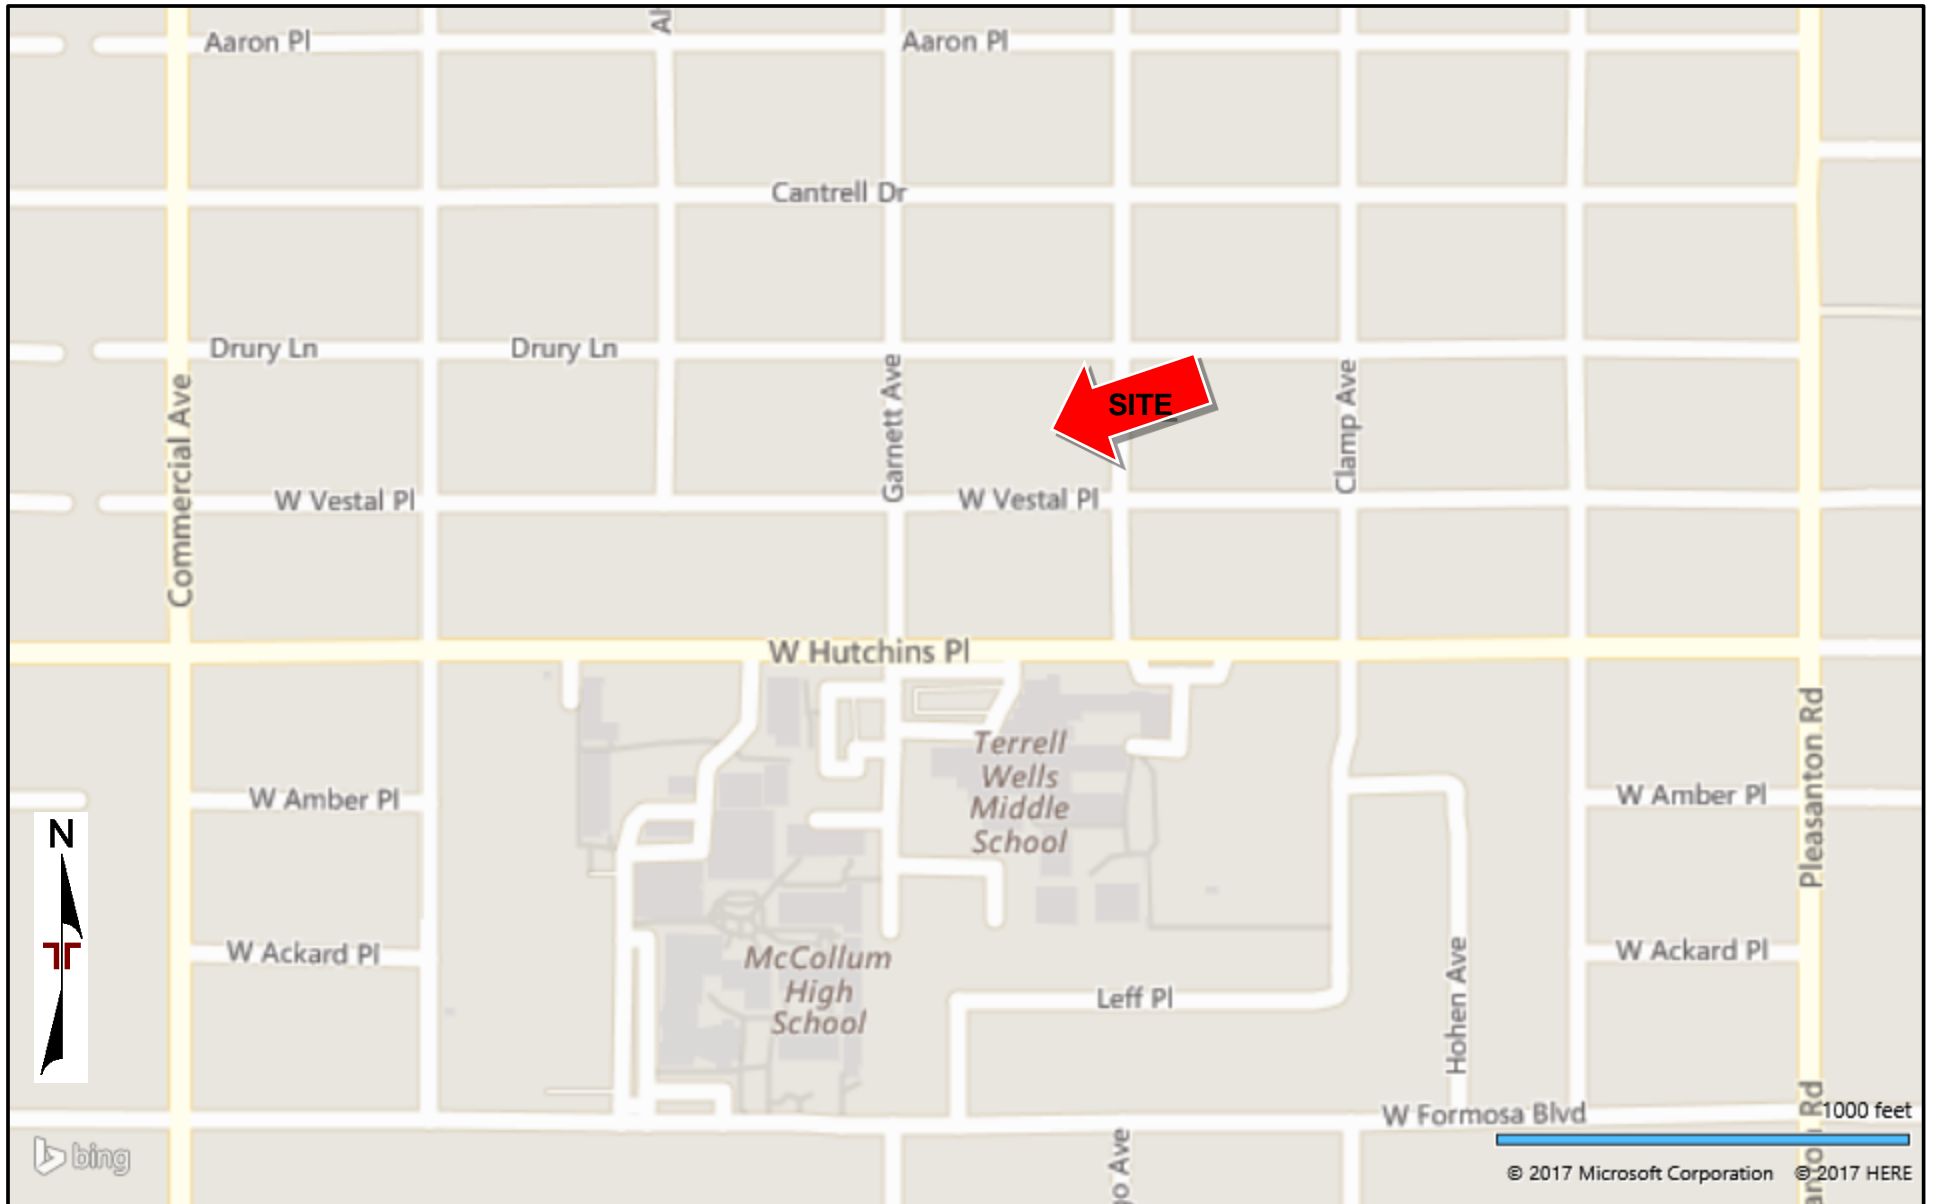 Aaron Pl
Aaron Pl
Cantrell Dr
Drury Ln
Drury Ln
Commercial Ave
Garnett Ave
SITE
Clamp Ave
W Vestal Pl
W Vestal Pl
W Hutchins Pl
Terrell
Wells
Middle
School
Pleasanton Rd
W Amber Pl
W Amber Pl
N
W Ackard Pl
W Ackard Pl
McCollum
High
School
Leff Pl
Hohen Ave
W Formosa Blvd
1000 feet
bing
© 2017 Microsoft Corporation © 2017 HERE